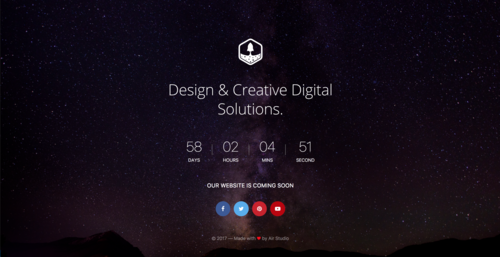 Design & Creative Digital
Solutions.
58 02 04 51
DAYS HOURS MINS SECOND
OUR WEBSITE IS COMING SOON
© 2017 — Made with ❤ by Air Studio